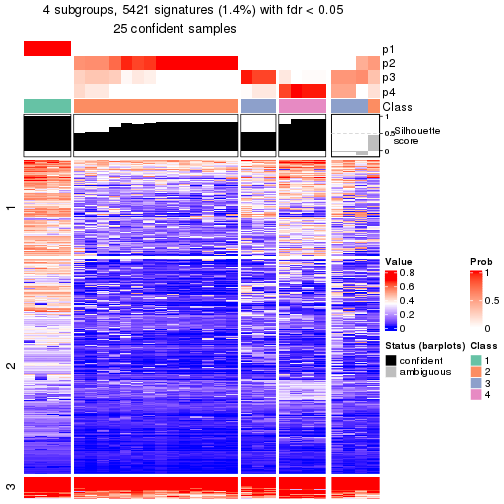 4 subgroups, 5421 signatures (1.4%) with fdr < 0.05
25 confident samples
p1
p2
p3
p4
Class
1
0.5
0
Silhouette
score
1
2
3
Value
0.8
0.6
0.4
0.2
0
Prob
1
0.5
0
Status (barplots)
confident
ambiguous
Class
1
2
3
4